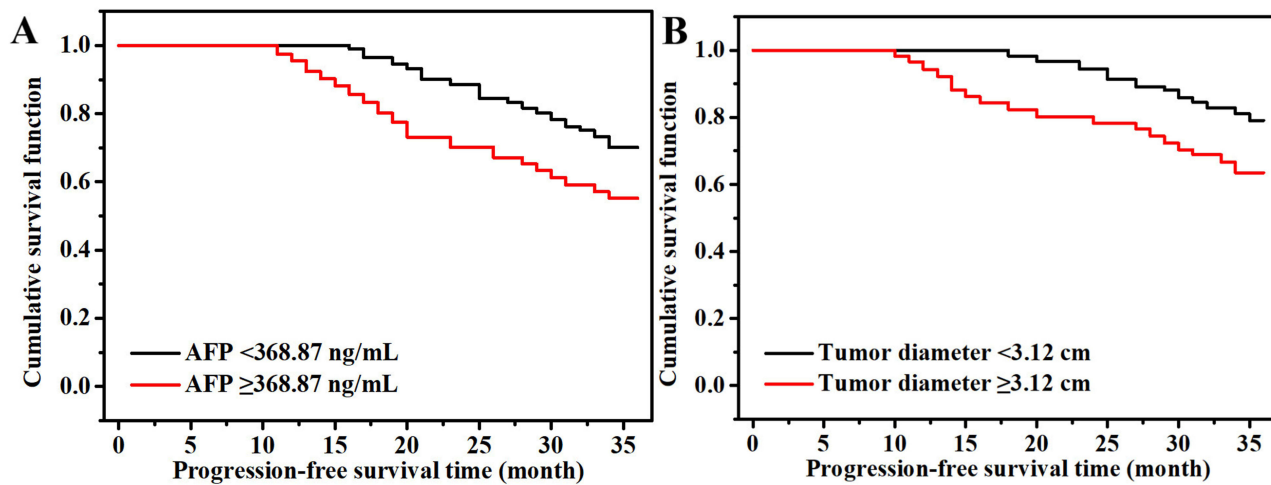 A
Cumulative survival function
1.0
0.8
0.6
0.4
0.2
0.0
AFP <368.87 ng/mL
AFP ≥368.87 ng/mL
0 5 10 15 20 25 30 35
Progression-free survival time (month)
B
Cumulative survival function
1.0
0.8
0.6
0.4
0.2
0.0
Tumor diameter <3.12 cm
Tumor diameter ≥3.12 cm
0 5 10 15 20 25 30 35
Progression-free survival time (month)